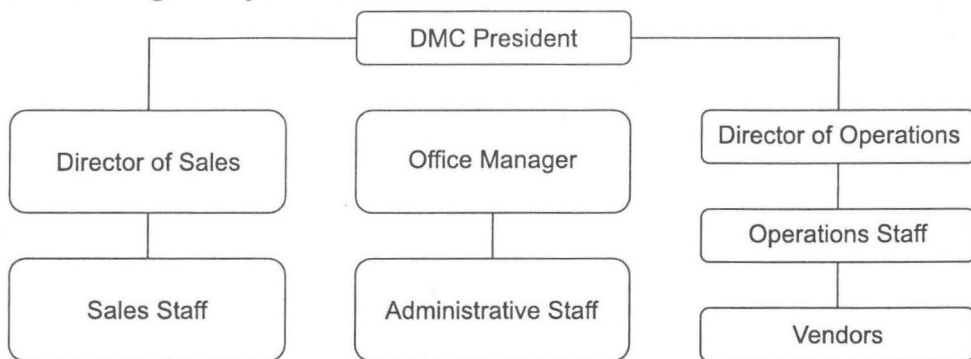 DMC President
Director of Sales
Office Manager
Director of Operations
Operations Staff
Sales Staff
Administrative Staff
Vendors